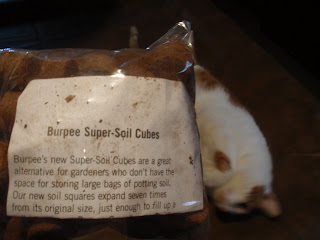 Burpee Super-Soil Cubes
Burpee's new Super-Soil Cubes are a great
alternative for gardeners who don't have the
space for storing large bags of potting soil.
Our new soil squares expand seven times
from its original size, just enough to fill up a